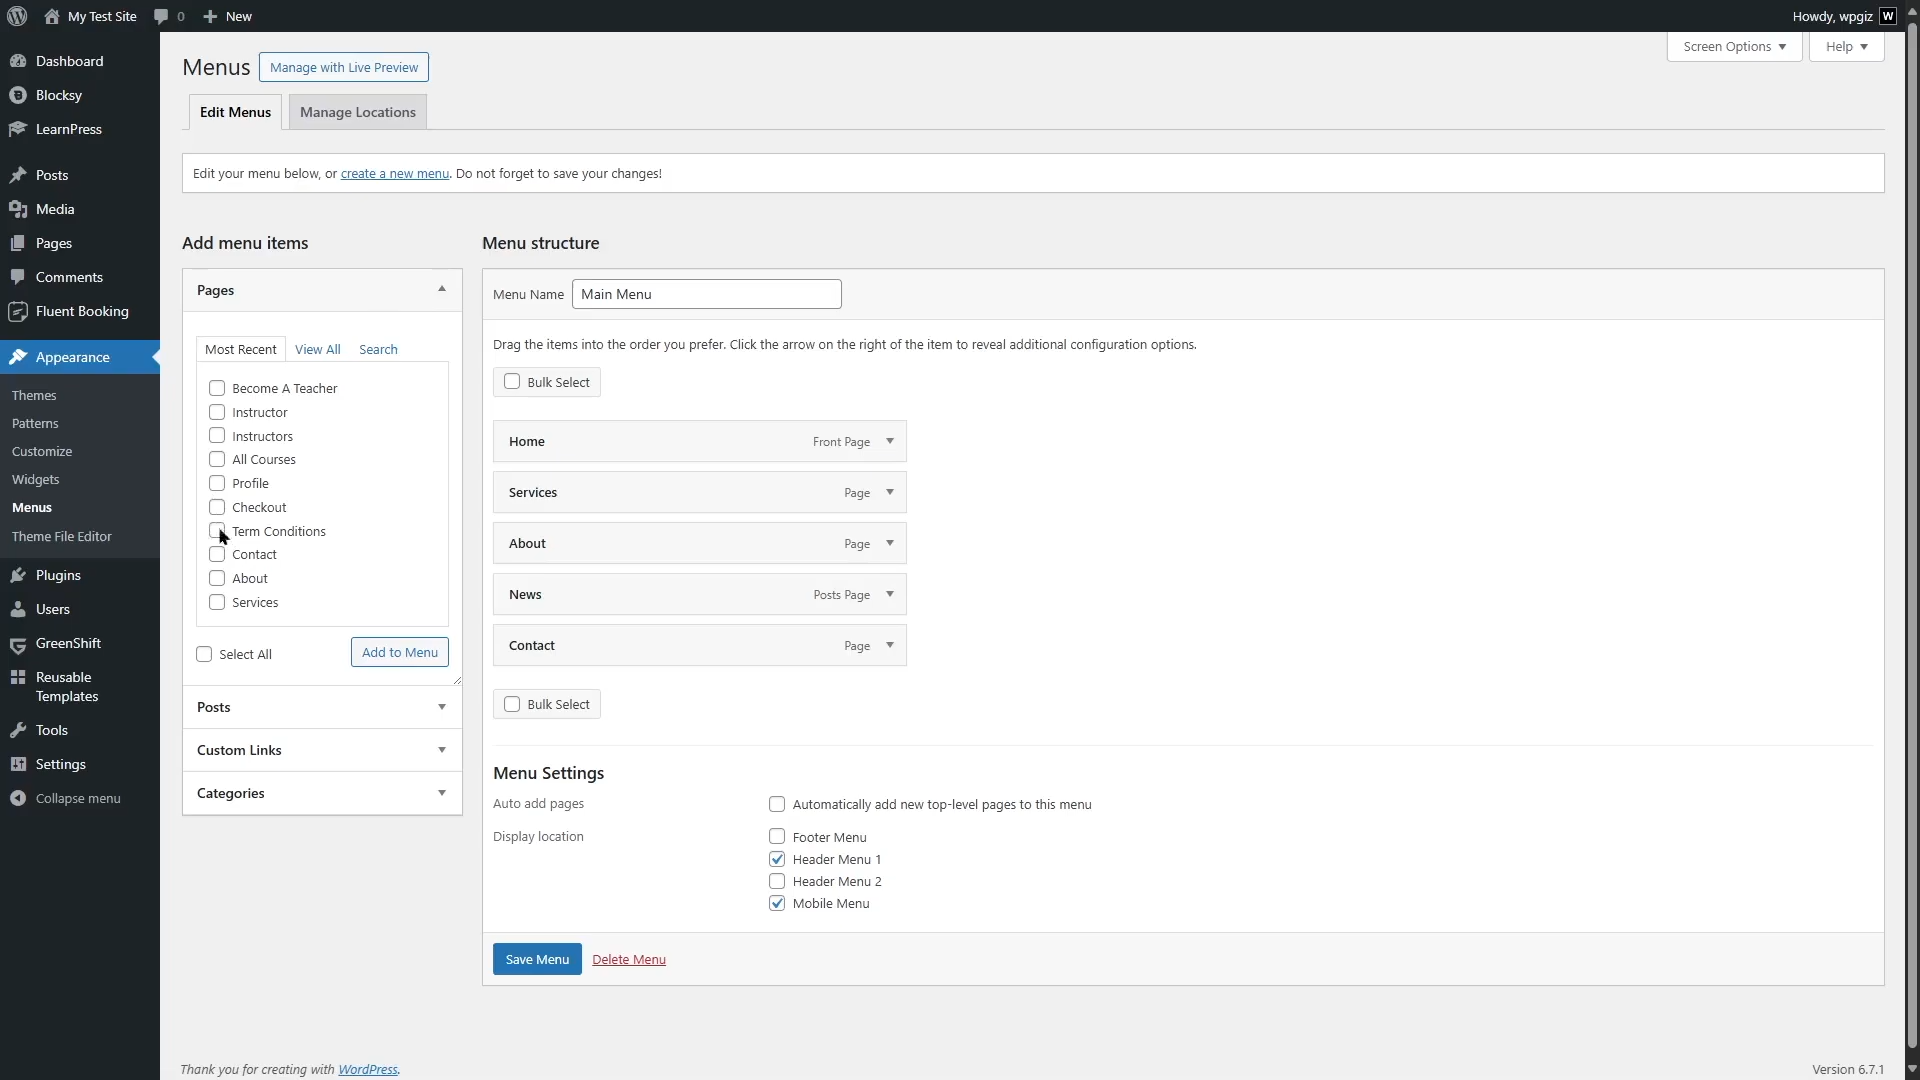 My Test Site 0 New Howdy, wpgiz W
Dashboard
Blocksy
LearnPress
Posts
Media
Pages
Comments
Fluent Booking
Appearance
Themes
Patterns
Customize
Widgets
Menus
Theme File Editor
Plugins
Users
GreenShift
Reusable
Templates
Tools
Settings
Collapse menu
Screen Options Help
Menus Manage with Live Preview
Edit Menus Manage Locations
Edit your menu below, or create a new menu. Do not forget to save your changes!
Add menu items
Pages
Most Recent View All Search
Become A Teacher
Instructor
Instructors
All Courses
Profile
Checkout
Term Conditions
Contact
About
Services
Select All Add to Menu
Posts
Custom Links
Categories
Menu structure
Menu Name Main Menu
Drag the items into the order you prefer. Click the arrow on the right of the item to reveal additional configuration options.
Bulk Select
Home Front Page
Services Page
About Page
News Posts Page
Contact Page
Bulk Select
Menu Settings
Auto add pages Automatically add new top-level pages to this menu
Display location Footer Menu
Header Menu 1
Header Menu 2
Mobile Menu
Save Menu Delete Menu
Thank you for creating with WordPress. Version 6.7.1